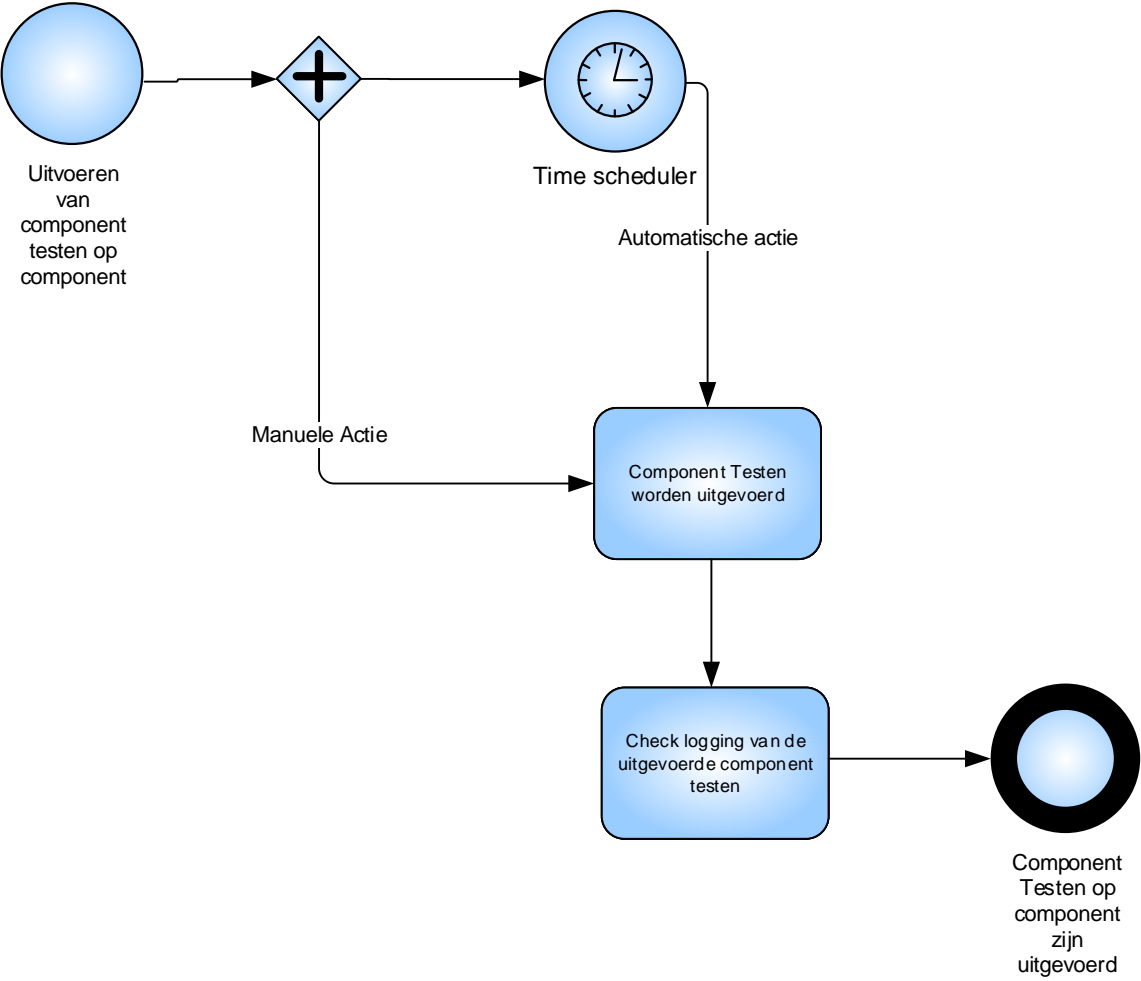 Uitvoeren
van
component
testen op
component
Time scheduler
Automatische actie
Manuele Actie
Component Testen
worden uitgevoerd
Check logging van de
uitgevoerde component
testen
Component
Testen op
component
zijn
uitgevoerd